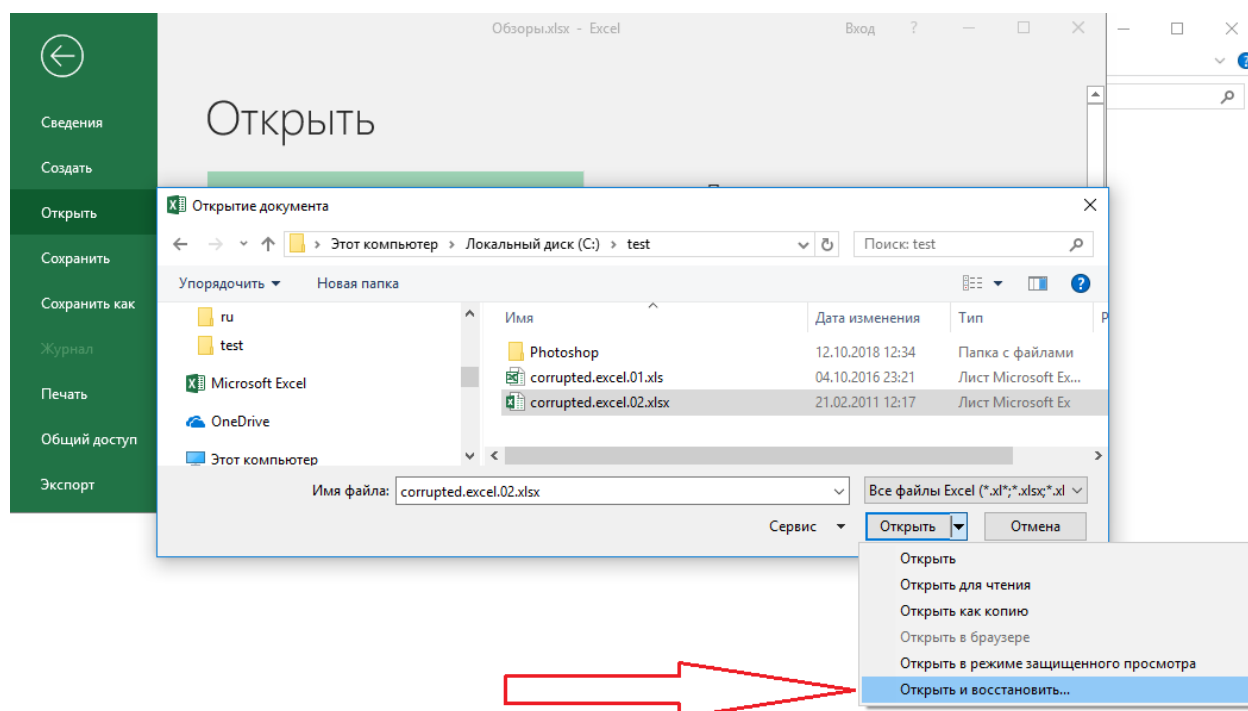 Обзоры.xlsx - Excel
Вход
?
Сведения
Создать
Открыть
Сохранить
Сохранить как
Журнал
Печать
Общий доступ
Экспорт
Открыть
Открытие документа
Этот компьютер > Локальный диск (C:) > test
Поиск: test
Упорядочить
Новая папка
ru
test
Microsoft Excel
OneDrive
Этот компьютер
Имя Дата изменения Тип
Photoshop 12.10.2018 12:34 Папка с файлами
corrupted.excel.01.xls 04.10.2016 23:21 Лист Microsoft Ex...
corrupted.excel.02.xlsx 21.02.2011 12:17 Лист Microsoft Ex
Имя файла: corrupted.excel.02.xlsx Все файлы Excel (*.xl*;*.xlsx;*.xl
Сервис Открыть Отмена
Открыть
Открыть для чтения
Открыть как копию
Открыть в браузере
Открыть в режиме защищенного просмотра
Открыть и восстановить...